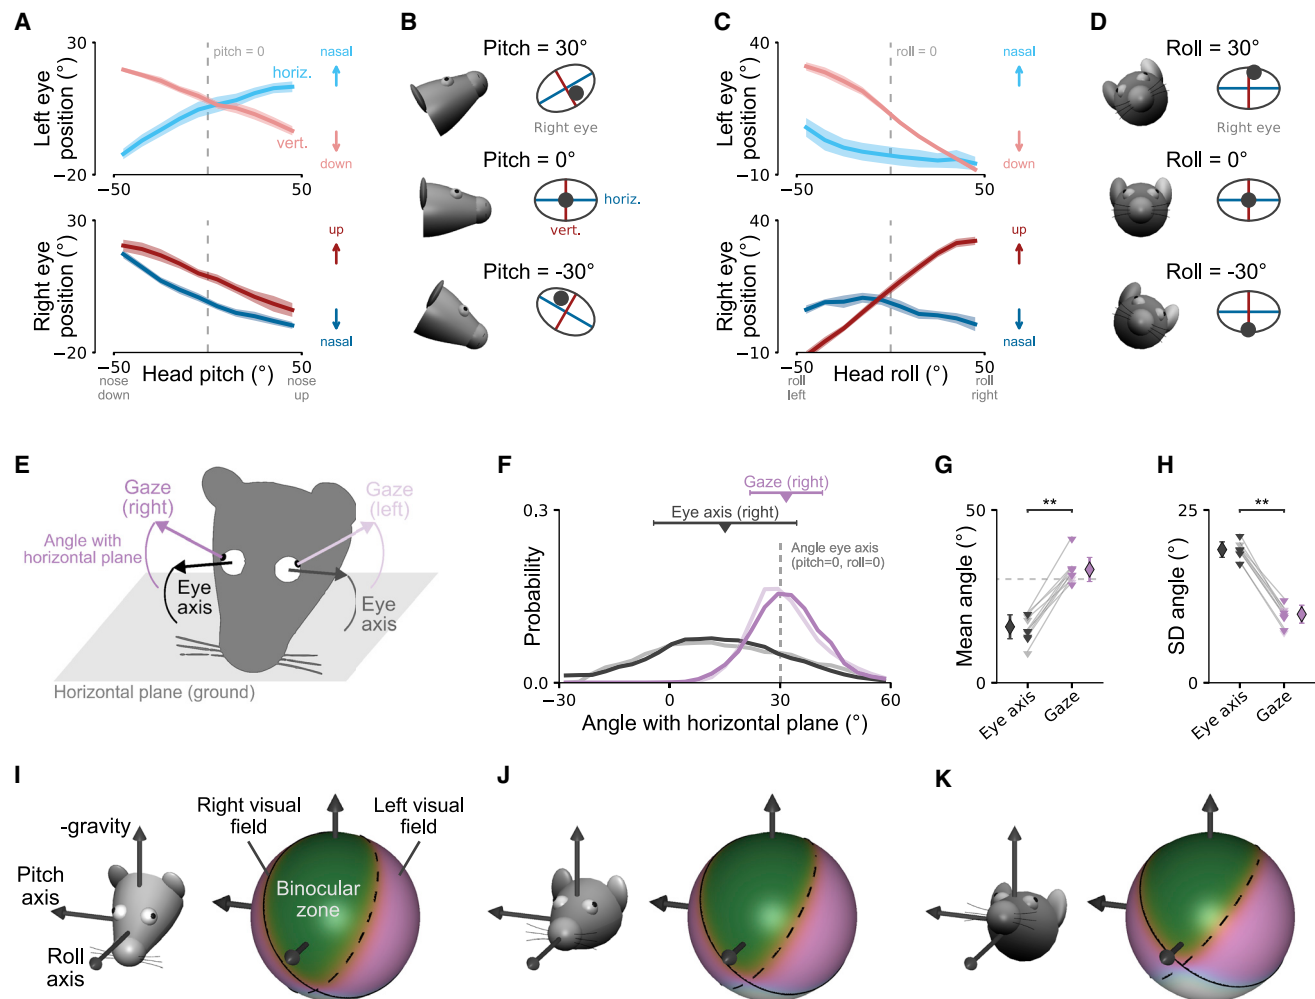 A
30
Left eye
position (°)
−20
pitch = 0
horiz.
vert.
−50
50
nasal
down
30
Right eye
position (°)
−20
−50
50
Head pitch (°)
nose
down
nose
up
up
nasal
B
Pitch = 30°
Right eye
Pitch = 0°
horiz.
vert.
Pitch = -30°
C
40
Left eye
position (°)
−10
roll = 0
−50
50
nasal
down
40
Right eye
position (°)
−10
−50
50
Head roll (°)
roll
left
roll
right
up
nasal
D
Roll = 30°
Right eye
Roll = 0°
Roll = -30°
E
Gaze
(right)
Gaze
(left)
Angle with
horizontal plane
Eye
axis
Eye
axis
Horizontal plane (ground)
F
Gaze (right)
Eye axis (right)
Angle eye axis
(pitch=0, roll=0)
0.3
Probability
0.0
−30
0
30
60
Angle with horizontal plane (°)
G
**
50
Mean angle (°)
0
Eye axis
Gaze
H
**
25
SD angle (°)
0
Eye axis
Gaze
I
-gravity
Pitch
axis
Roll
axis
Right visual
field
Left visual
field
Binocular
zone
J
K